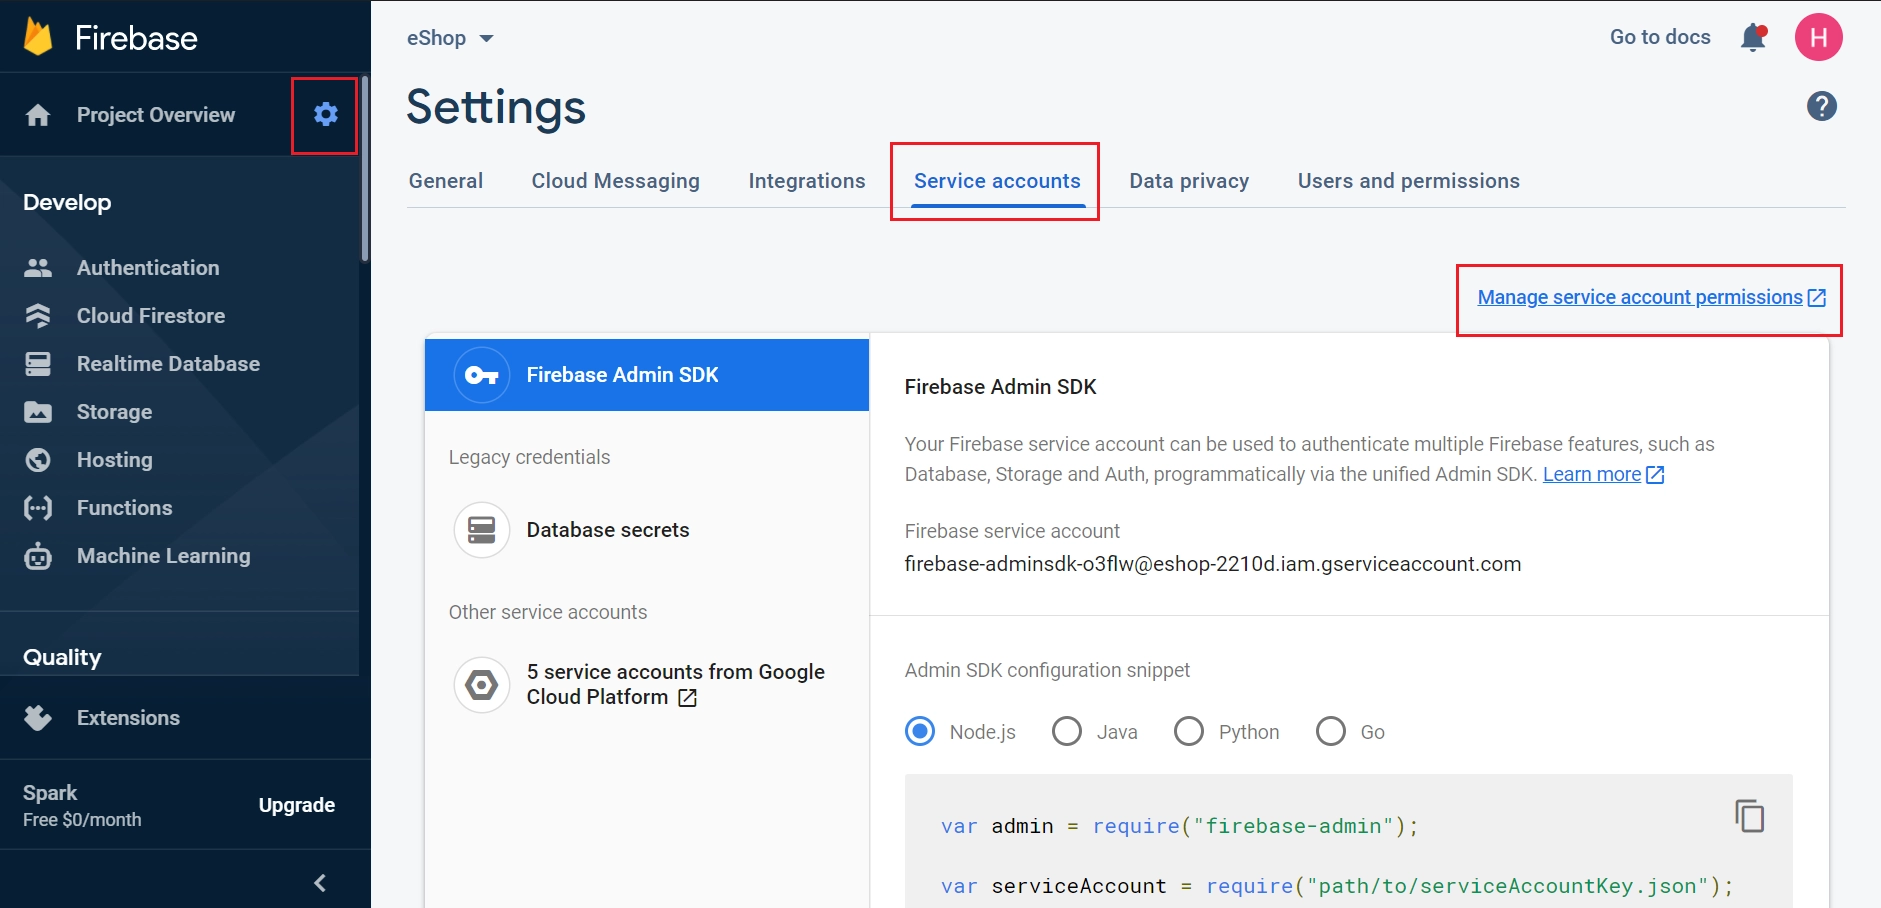 Firebase
Project Overview
Develop
Authentication
Cloud Firestore
Realtime Database
Storage
Hosting
Functions
Machine Learning
Quality
Extensions
Spark
Free $0/month
Upgrade
eShop
Go to docs
H
Settings
?
General
Cloud Messaging
Integrations
Service accounts
Data privacy
Users and permissions
Manage service account permissions
Firebase Admin SDK
Legacy credentials
Database secrets
Other service accounts
5 service accounts from Google
Cloud Platform
Firebase Admin SDK
Your Firebase service account can be used to authenticate multiple Firebase features, such as
Database, Storage and Auth, programmatically via the unified Admin SDK. Learn more
Firebase service account
firebase-adminsdk-o3flw@eshop-2210d.iam.gserviceaccount.com
Admin SDK configuration snippet
Node.js
Java
Python
Go
var admin = require("firebase-admin");
var serviceAccount = require("path/to/serviceAccountKey.json");